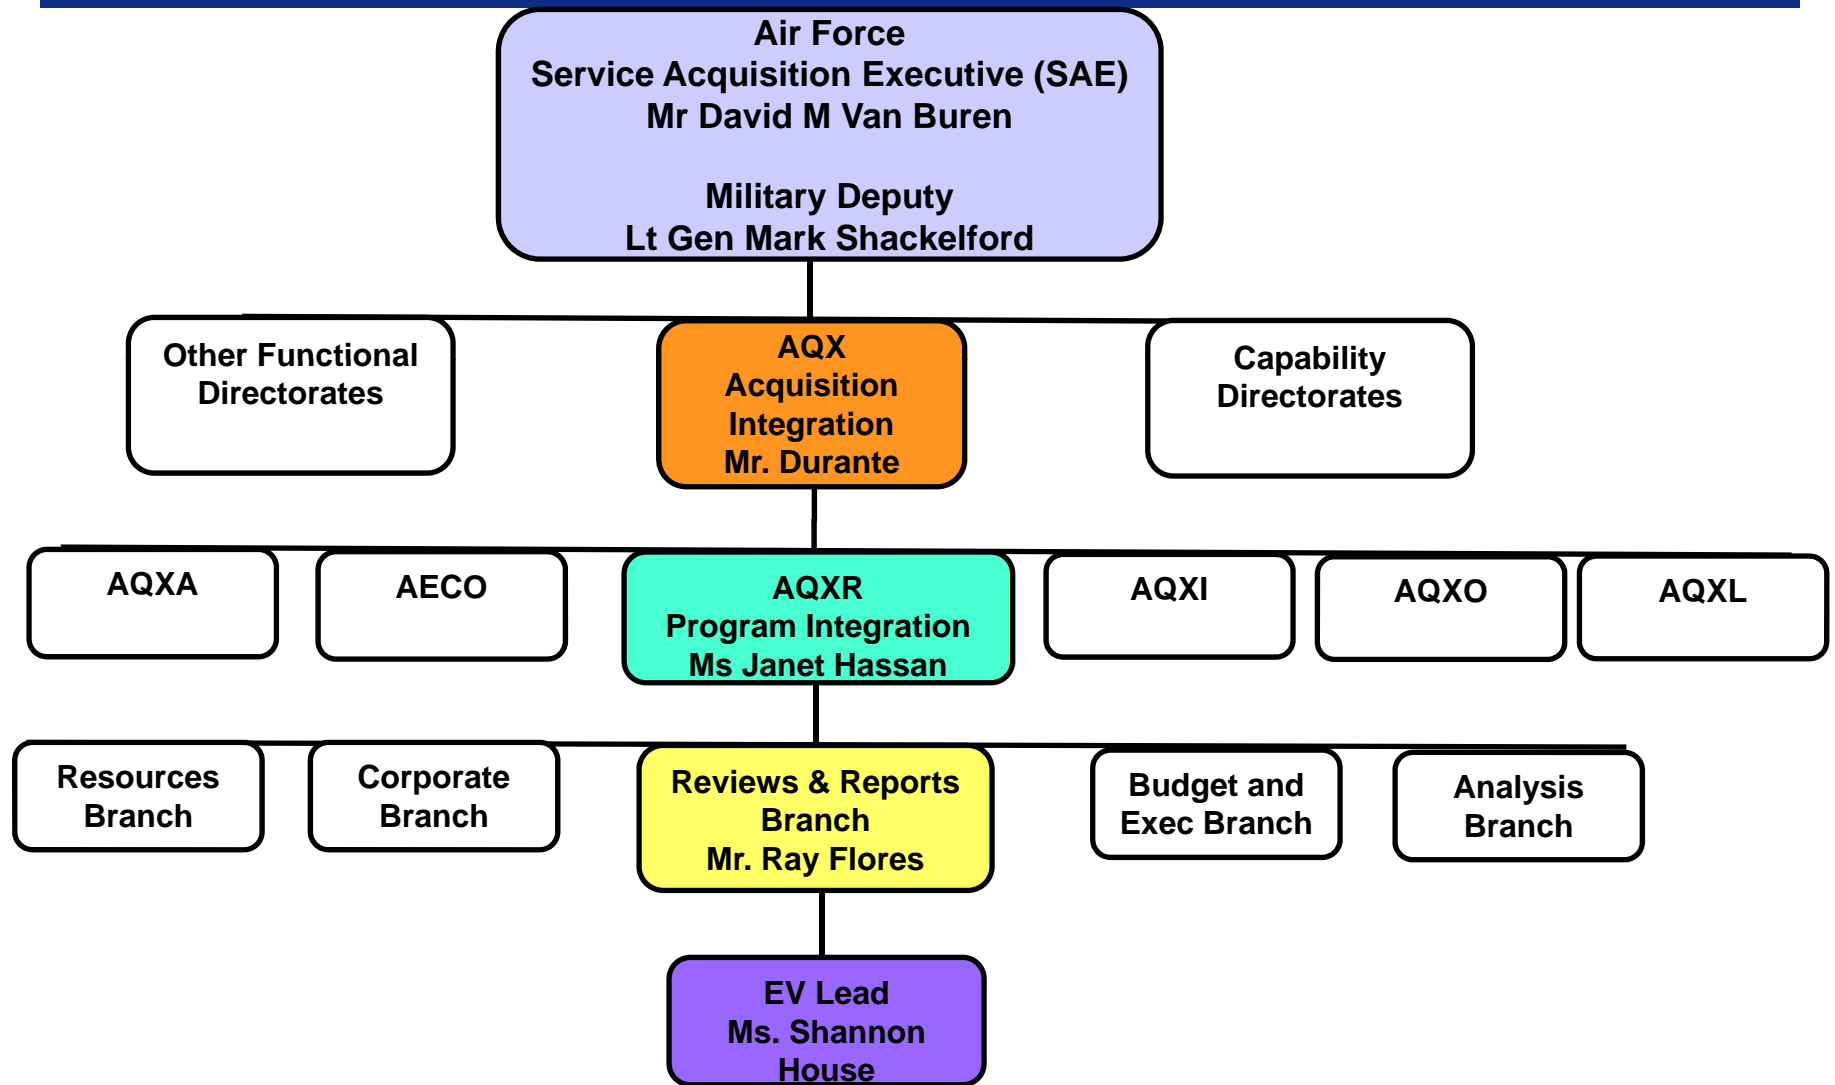 Air Force
Service Acquisition Executive (SAE)
Mr David M Van Buren
Military Deputy
Lt Gen Mark Shackelford
Other Functional
Directorates
AQX
Acquisition
Integration
Mr. Durante
Capability
Directorates
AQXA
AECO
AQXR
Program Integration
Ms Janet Hassan
AQXI
AQXO
AQXL
Resources
Branch
Corporate
Branch
Reviews & Reports
Branch
Mr. Ray Flores
Budget and
Exec Branch
Analysis
Branch
EV Lead
Ms. Shannon
House